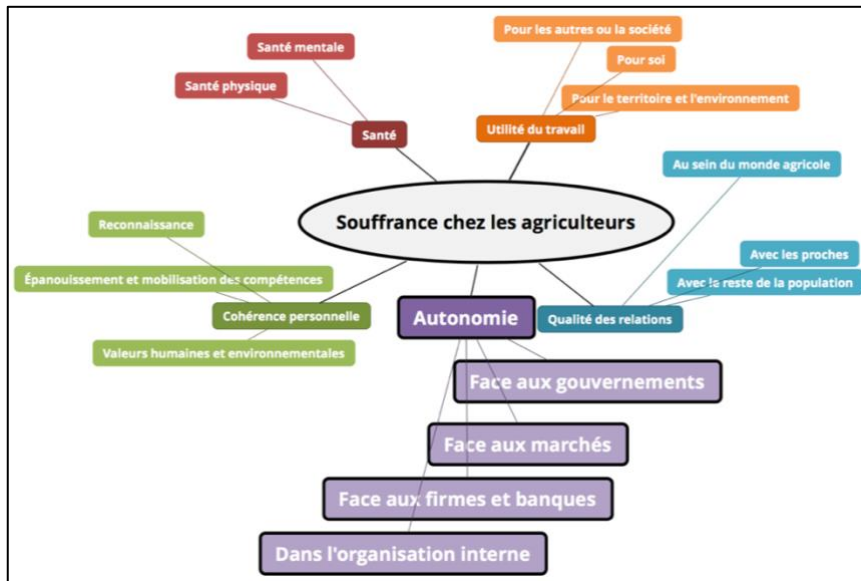 Pour les autres ou la société
Santé mentale
Pour soi
Santé physique
Pour le territoire et l'environnement
Santé
Utilité du travail
Au sein du monde agricole
Souffrance chez les agriculteurs
Reconnaissance
Avec les proches
Épanouissement et mobilisation des compétences
Avec le reste de la population
Cohérence personnelle
Autonomie
Qualité des relations
Valeurs humaines et environnementales
Face aux gouvernements
Face aux marchés
Face aux firmes et banques
Dans l'organisation interne